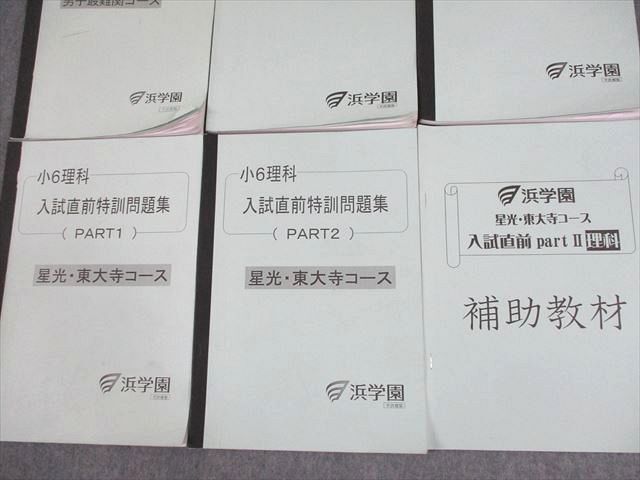 男子最難関コース
浜学園
浜学園
浜学園
小6理科
入試直前特訓問題集
( PART1 )
星光・東大寺コース
浜学園
小6理科
入試直前特訓問題集
( PART2 )
星光・東大寺コース
浜学園
浜学園
星光・東大寺コース
入試直前 part II 理科
補助教材